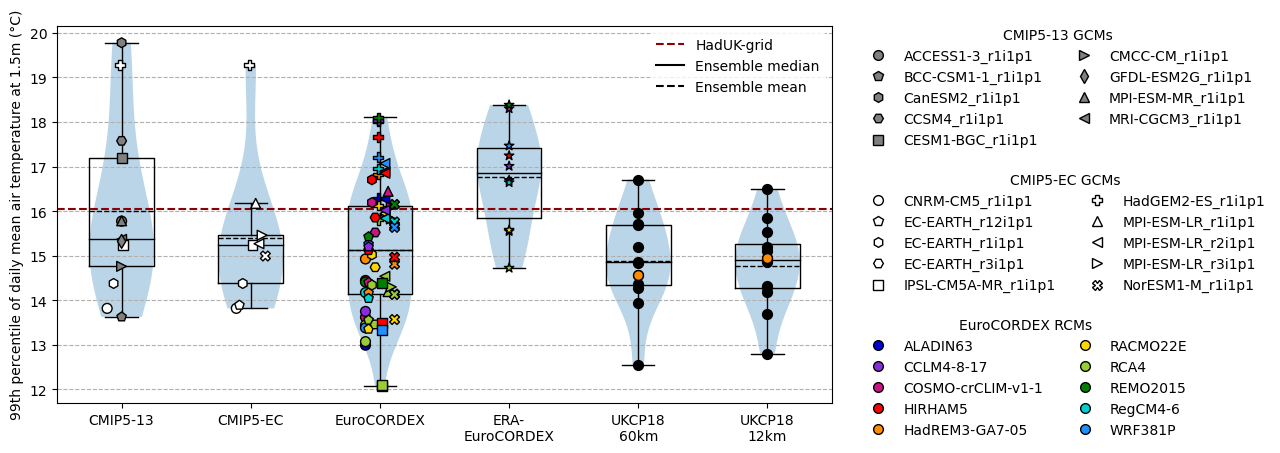 99th percentile of daily mean air temperature at 1.5m (°C)
20
19
18
17
16
15
14
13
12
HadUK-grid
Ensemble median
Ensemble mean
CMIP5-13
CMIP5-EC
EuroCORDEX
ERA-
EuroCORDEX
UKCP18
60km
UKCP18
12km
CMIP5-13 GCMs
ACCESS1-3_r1i1p1
BCC-CSM1-1_r1i1p1
CanESM2_r1i1p1
CCSM4_r1i1p1
CESM1-BGC_r1i1p1
CMCC-CM_r1i1p1
GFDL-ESM2G_r1i1p1
MPI-ESM-MR_r1i1p1
MRI-CGCM3_r1i1p1
CMIP5-EC GCMs
CNRM-CM5_r1i1p1
EC-EARTH_r12i1p1
EC-EARTH_r1i1p1
EC-EARTH_r3i1p1
IPSL-CM5A-MR_r1i1p1
HadGEM2-ES_r1i1p1
MPI-ESM-LR_r1i1p1
MPI-ESM-LR_r2i1p1
MPI-ESM-LR_r3i1p1
NorESM1-M_r1i1p1
EuroCORDEX RCMs
ALADIN63
CCLM4-8-17
COSMO-crCLIM-v1-1
HIRHAM5
HadREM3-GA7-05
RACMO22E
RCA4
REMO2015
RegCM4-6
WRF381P